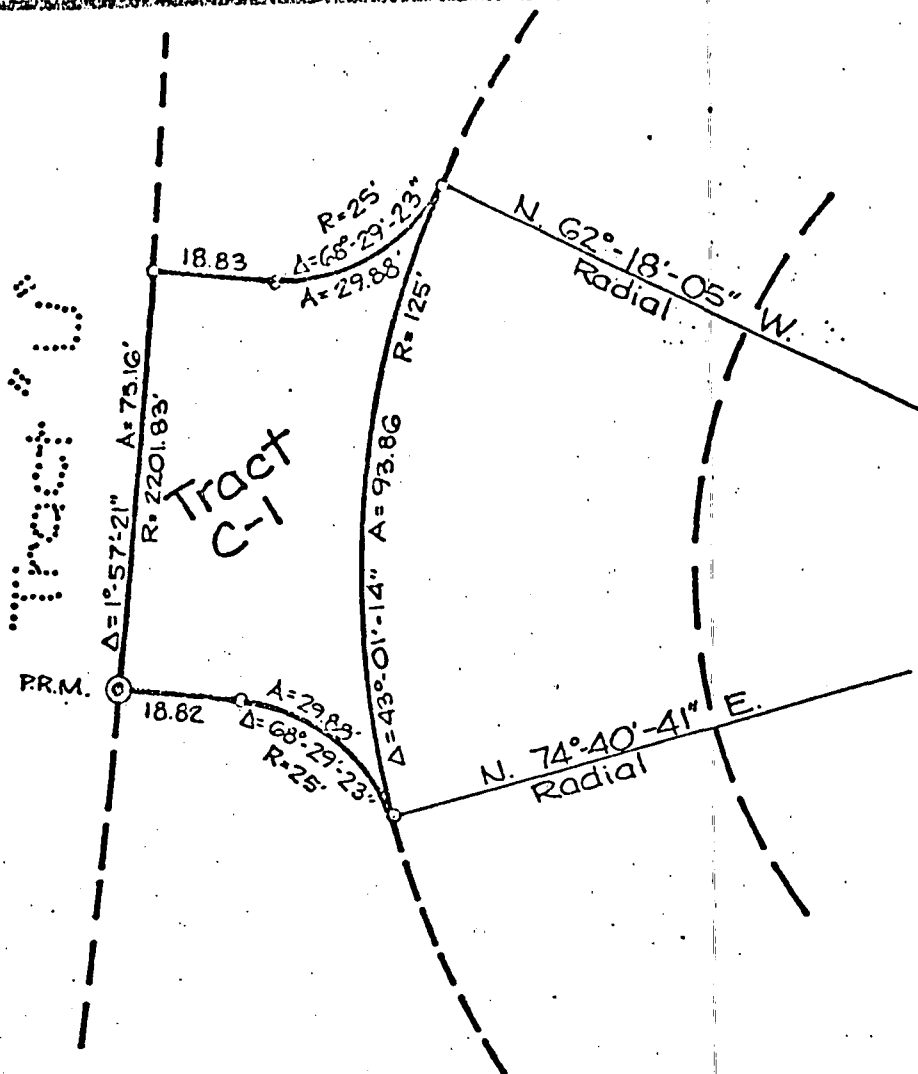 N. 62°-18'-05" W.
Radial
R=25'
Δ=68°-29'-23"
A=29.88'
18.83
R=125'
Tract "U"
A=75.16'
R=2201.83'
Δ=1°-57'-21"
Tract
C-1
A=93.86
Δ=43°-01'-14"
P.R.M.
18.82
A=29.88'
Δ=68°-29'-23"
R=25'
N. 74°-40'-41" E.
Radial